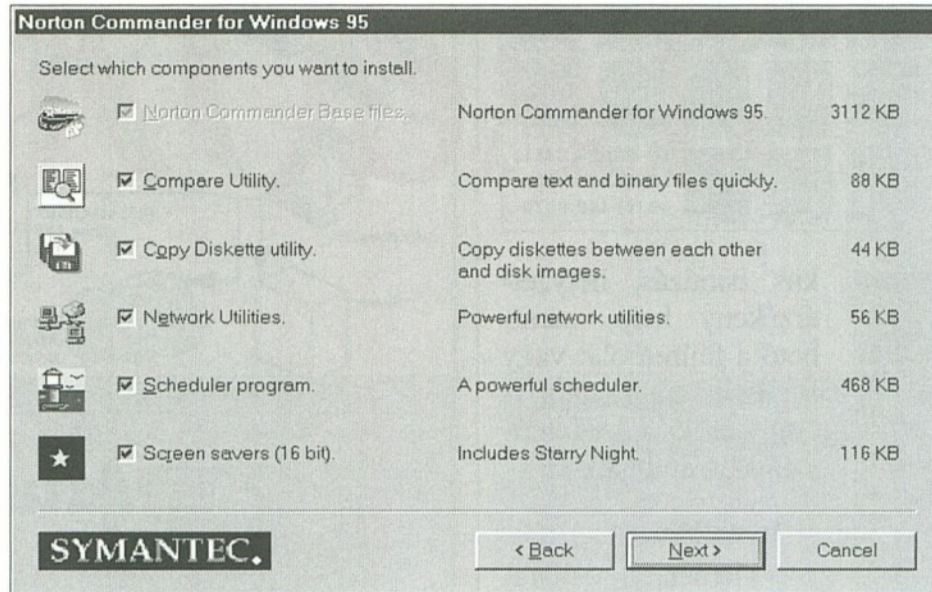 Norton Commander for Windows 95
Select which components you want to install.
Norton Commander Base files. Norton Commander for Windows 95. 3112 KB
Compare Utility. Compare text and binary files quickly. 88 KB
Copy Diskette utility. Copy diskettes between each other 44 KB
and disk images.
Network Utilities. Powerful network utilities. 56 KB
Scheduler program. A powerful scheduler. 468 KB
Screen savers (16 bit). Includes Starry Night. 116 KB
SYMANTEC. < Back Next > Cancel